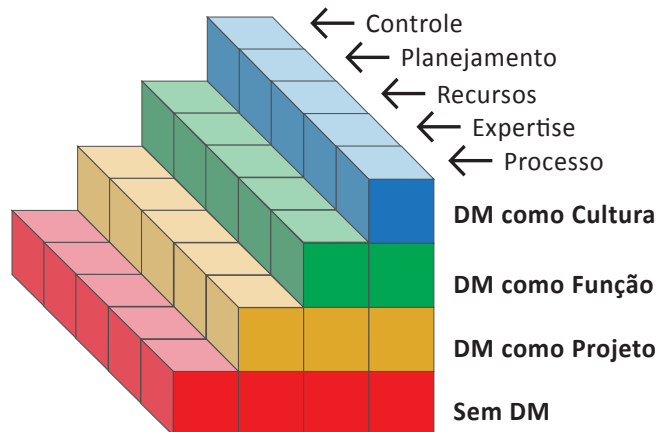 Controle
Planejamento
Recursos
Expertise
Processo
DM como Cultura
DM como Função
DM como Projeto
Sem DM